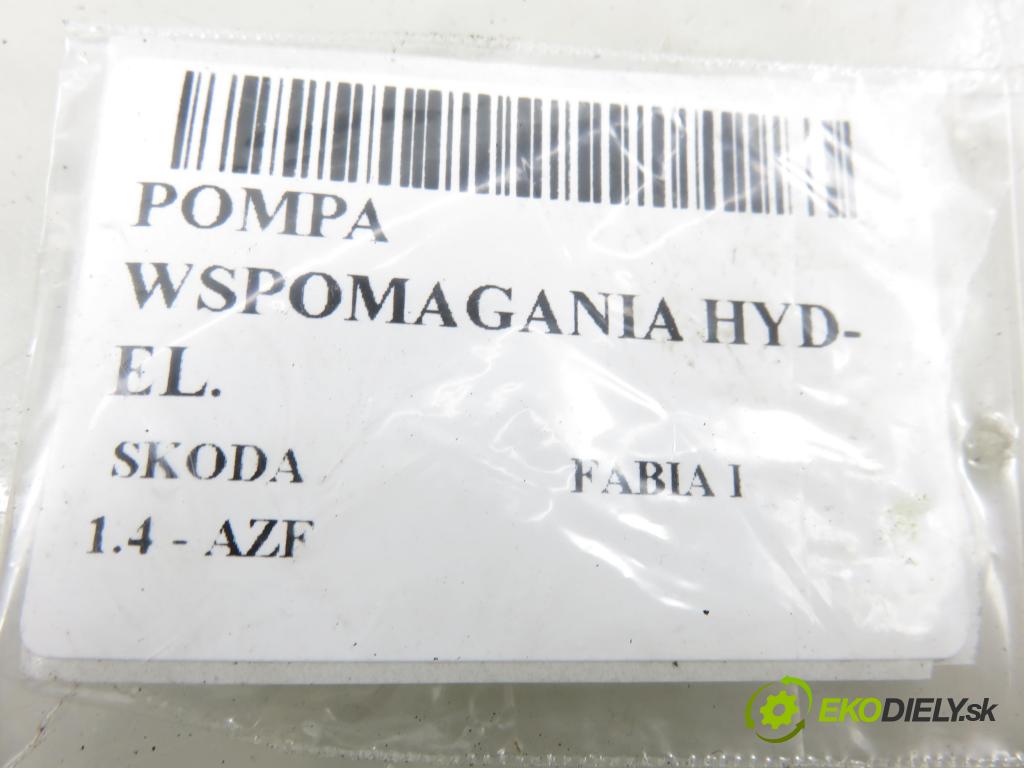 POMPA
WSPOMAGANIA HYD-
EL.
SKODA FABIA I
1.4 - AZF
EKODIELY.sk